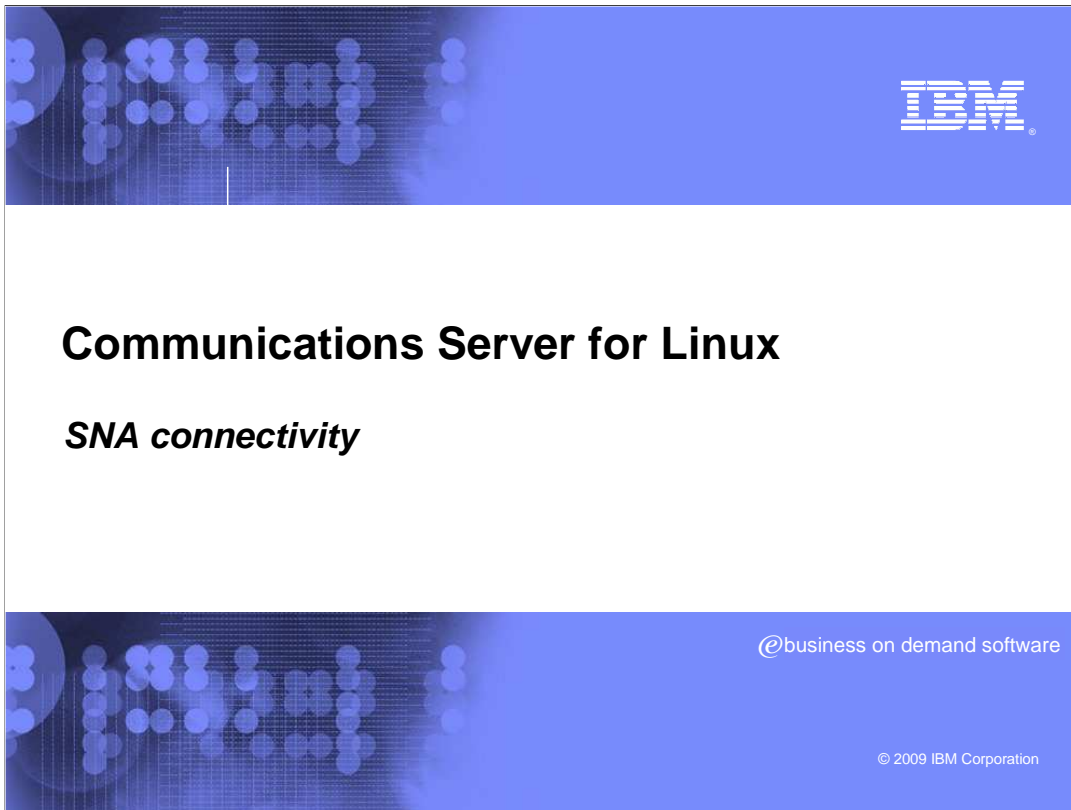 IBM®
Communications Server for Linux
SNA connectivity
@business on demand software
© 2009 IBM Corporation